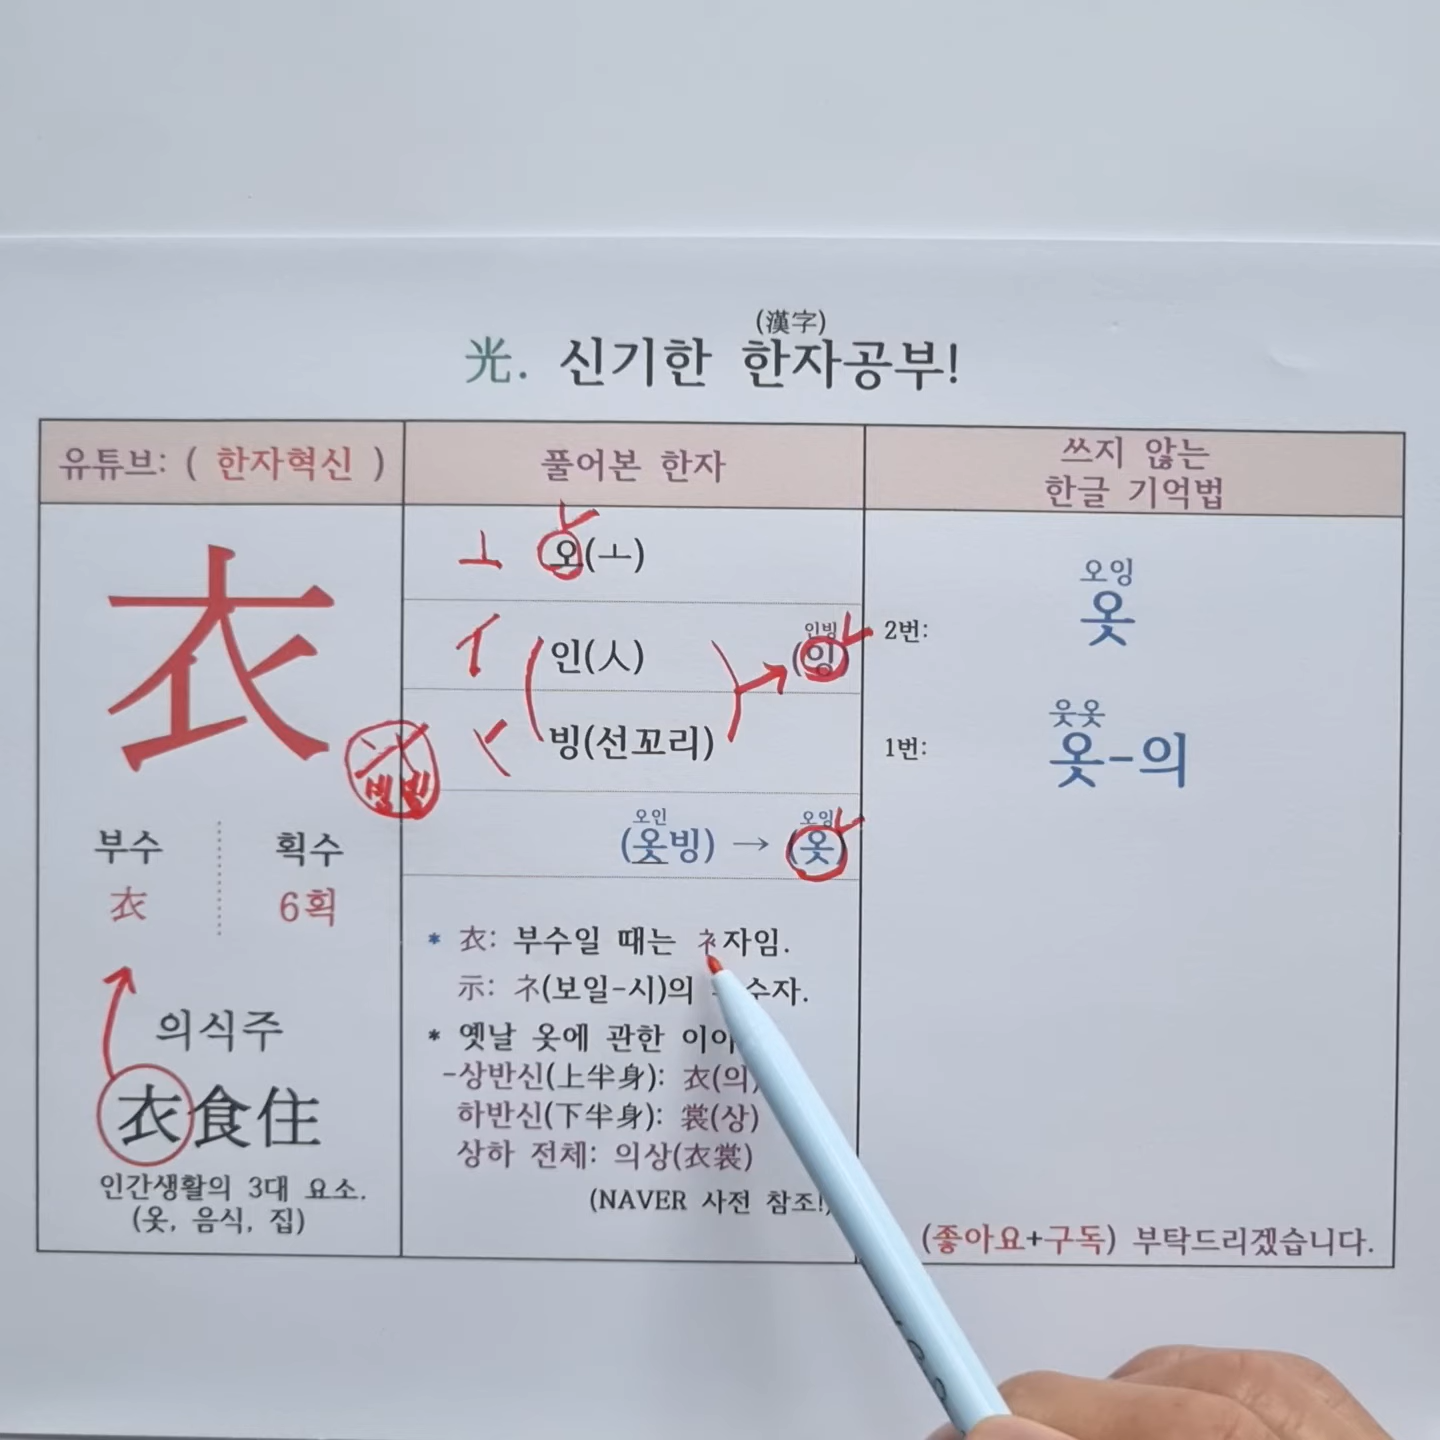 (漢字)
光. 신기한 한자공부!
유튜브: ( 한자혁신 )
풀어본 한자
쓰지 않는
한글 기억법
衣
부수
획수
衣
6획
의식주
衣食住
인간생활의 3대 요소.
(옷, 음식, 집)
오(ㅗ)
인(人)
인빙
(잉)
빙(선꼬리)
빙 빙
오인
오잉
(옷빙) → (옷)
* 衣: 부수일 때는 衤자임.
示: 礻(보일-시)의 수자.
* 옛날 옷에 관한 이야
-상반신(上半身): 衣(의)
하반신(下半身): 裳(상)
상하 전체: 의상(衣裳)
(NAVER 사전 참조!)
오잉
2번: 옷
웃옷
1번: 옷-의
(좋아요+구독) 부탁드리겠습니다.